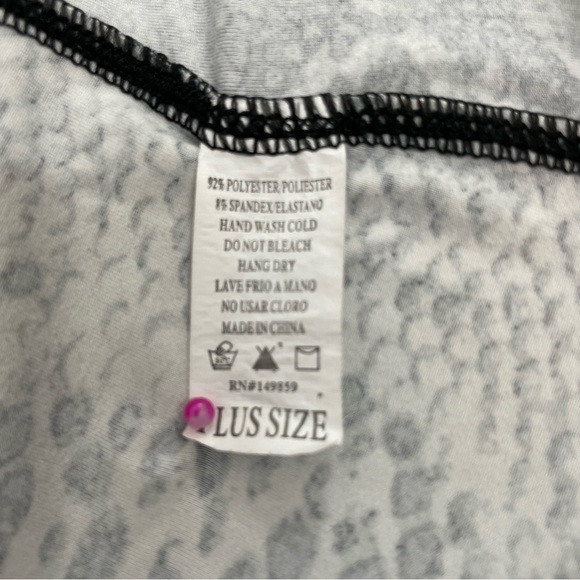 92% POLYESTER/POLIESTER
8% SPANDEX/ELASTANO
HAND WASH COLD
DO NOT BLEACH
HANG DRY
LAVE FRIO A MANO
NO USAR CLORO
MADE IN CHINA
RN#149859
PLUS SIZE